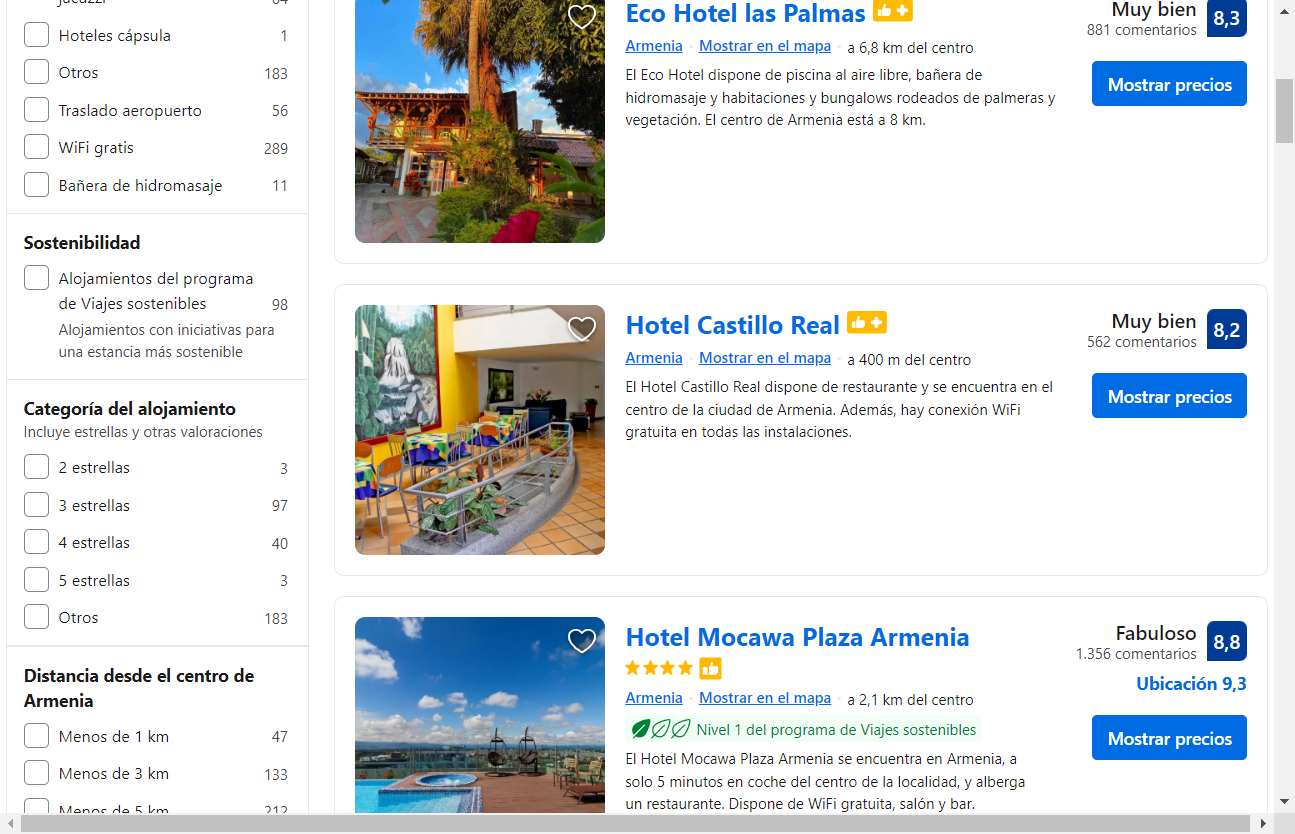 jacuzzi 64
Hoteles cápsula 1
Otros 183
Traslado aeropuerto 56
WiFi gratis 289
Bañera de hidromasaje 11
Sostenibilidad
Alojamientos del programa
de Viajes sostenibles 98
Alojamientos con iniciativas para
una estancia más sostenible
Categoría del alojamiento
Incluye estrellas y otras valoraciones
2 estrellas 3
3 estrellas 97
4 estrellas 40
5 estrellas 3
Otros 183
Distancia desde el centro de
Armenia
Menos de 1 km 47
Menos de 3 km 133
Menos de 5 km 212
Eco Hotel las Palmas
Armenia Mostrar en el mapa a 6,8 km del centro
El Eco Hotel dispone de piscina al aire libre, bañera de
hidromasaje y habitaciones y bungalows rodeados de palmeras y
vegetación. El centro de Armenia está a 8 km.
Muy bien 8,3
881 comentarios
Mostrar precios
Hotel Castillo Real
Armenia Mostrar en el mapa a 400 m del centro
El Hotel Castillo Real dispone de restaurante y se encuentra en el
centro de la ciudad de Armenia. Además, hay conexión WiFi
gratuita en todas las instalaciones.
Muy bien 8,2
562 comentarios
Mostrar precios
Hotel Mocawa Plaza Armenia
Armenia Mostrar en el mapa a 2,1 km del centro
Nivel 1 del programa de Viajes sostenibles
El Hotel Mocawa Plaza Armenia se encuentra en Armenia, a
solo 5 minutos en coche del centro de la localidad, y alberga
un restaurante. Dispone de WiFi gratuita, salón y bar.
Fabuloso 8,8
1.356 comentarios
Ubicación 9,3
Mostrar precios